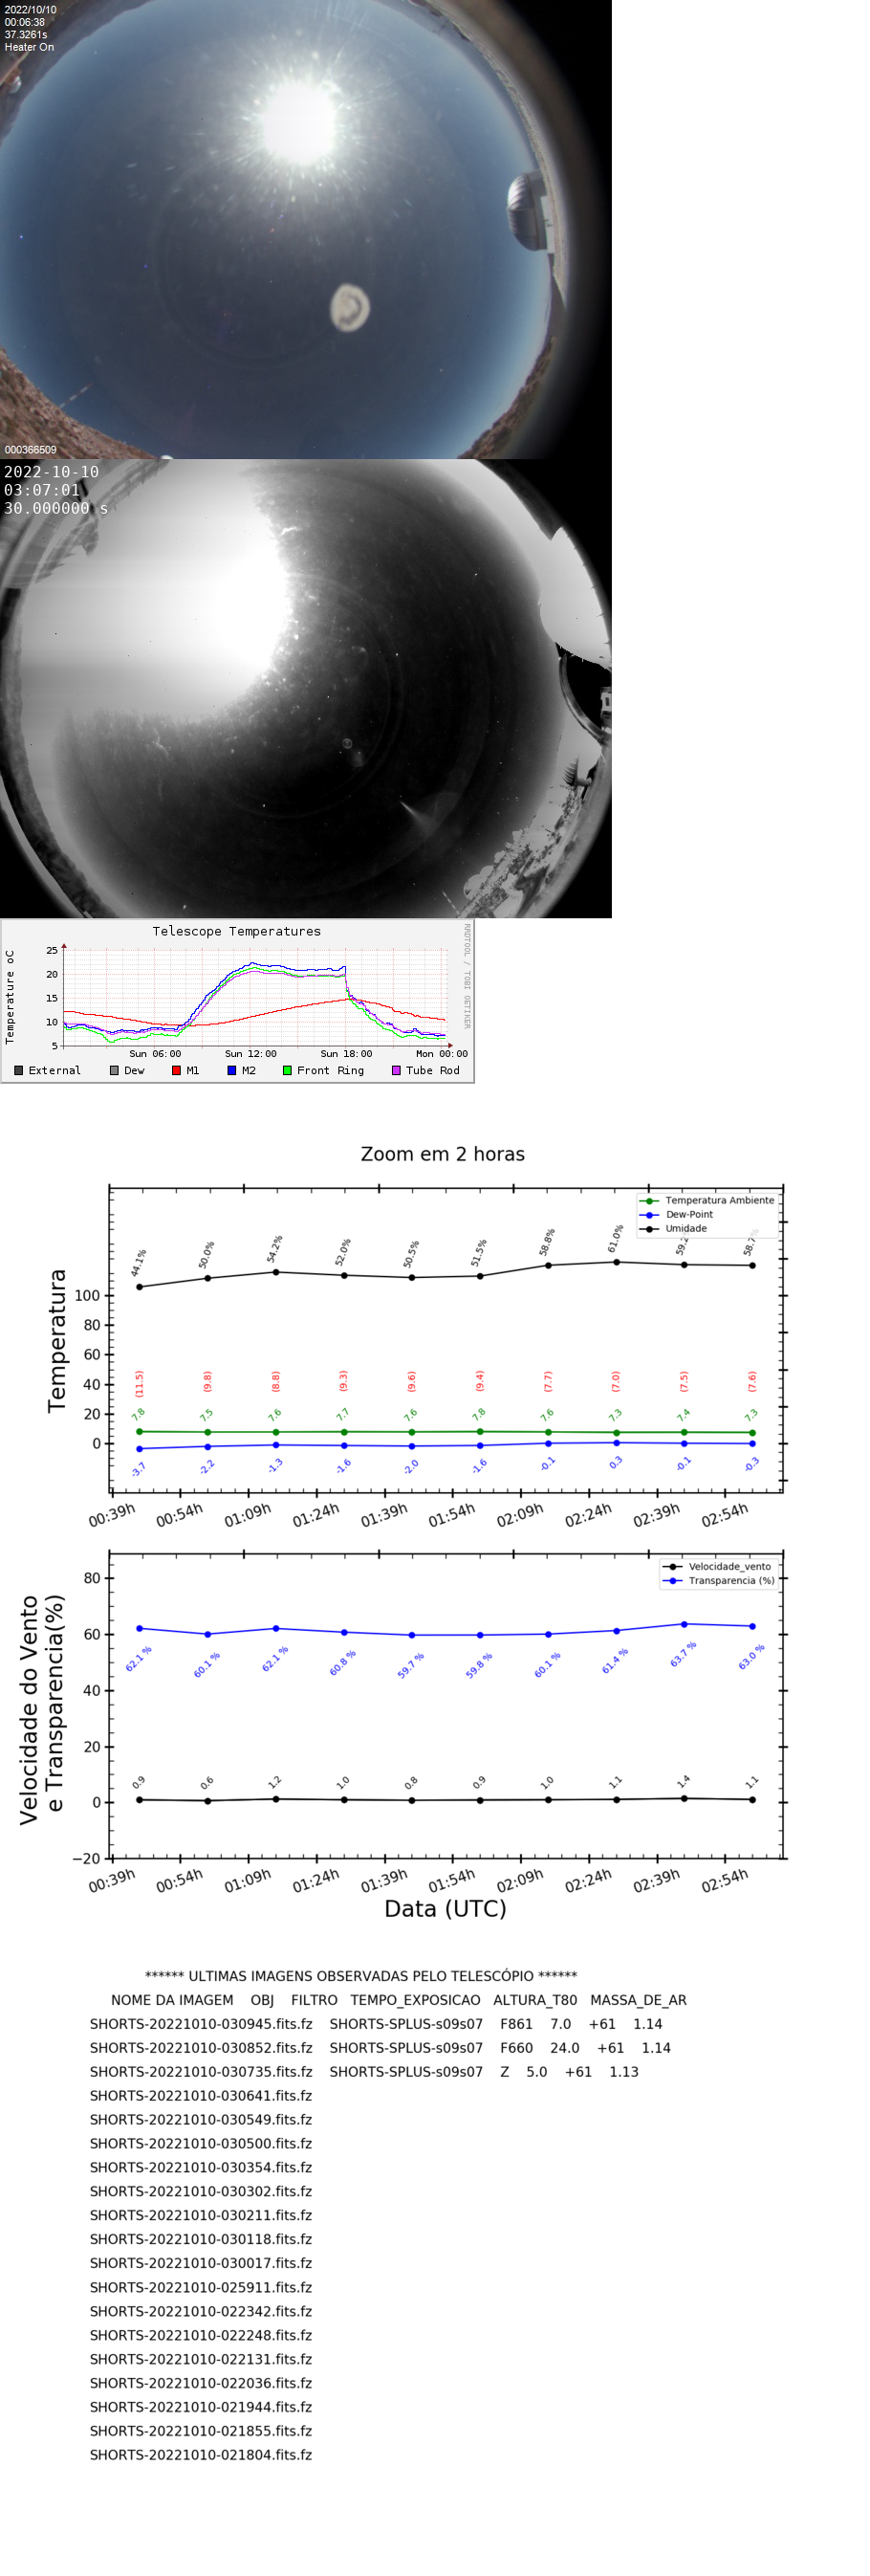 2022/10/10
00:06:38
37.3261s
Heater On
000366509
2022-10-10
03:07:01
30.000000 s
Telescope Temperatures
RRDTOOL / TOBI OETIKER
Temperature oC
25
20
15
10
5
Sun 06:00 Sun 12:00 Sun 18:00 Mon 00:00
External Dew M1 M2 Front Ring Tube Rod
Zoom em 2 horas
Temperatura Ambiente
Dew-Point
Umidade
44.1% 50.0% 54.2% 52.0% 50.5% 51.5% 58.8% 61.0%
Temperatura
100
80
60
40
20
0
(11.5) (9.8) (8.8) (9.3) (9.6) (9.4) (7.7) (7.0) (7.5) (7.6)
7.8 7.5 7.6 7.7 7.6 7.8 7.6 7.3 7.4 7.3
-3.7 -2.2 -1.3 -1.6 -2.0 -1.6 -0.1 0.3 -0.1 -0.3
00:39h 00:54h 01:09h 01:24h 01:39h 01:54h 02:09h 02:24h 02:39h 02:54h
Velocidade_vento
Transparencia (%)
Velocidade do Vento
e Transparencia(%)
80
60
40
20
0
−20
62.1 % 60.1 % 62.1 % 60.8 % 59.7 % 59.8 % 60.1 % 61.4 % 63.7 % 63.0 %
0.9 0.6 1.2 1.0 0.8 0.9 1.0 1.1 1.4 1.1
00:39h 00:54h 01:09h 01:24h 01:39h 01:54h 02:09h 02:24h 02:39h 02:54h
Data (UTC)
****** ULTIMAS IMAGENS OBSERVADAS PELO TELESCÓPIO ******
NOME DA IMAGEM OBJ FILTRO TEMPO_EXPOSICAO ALTURA_T80 MASSA_DE_AR
SHORTS-20221010-030945.fits.fz SHORTS-SPLUS-s09s07 F861 7.0 +61 1.14
SHORTS-20221010-030852.fits.fz SHORTS-SPLUS-s09s07 F660 24.0 +61 1.14
SHORTS-20221010-030735.fits.fz SHORTS-SPLUS-s09s07 Z 5.0 +61 1.13
SHORTS-20221010-030641.fits.fz
SHORTS-20221010-030549.fits.fz
SHORTS-20221010-030500.fits.fz
SHORTS-20221010-030354.fits.fz
SHORTS-20221010-030302.fits.fz
SHORTS-20221010-030211.fits.fz
SHORTS-20221010-030118.fits.fz
SHORTS-20221010-030017.fits.fz
SHORTS-20221010-025911.fits.fz
SHORTS-20221010-022342.fits.fz
SHORTS-20221010-022248.fits.fz
SHORTS-20221010-022131.fits.fz
SHORTS-20221010-022036.fits.fz
SHORTS-20221010-021944.fits.fz
SHORTS-20221010-021855.fits.fz
SHORTS-20221010-021804.fits.fz